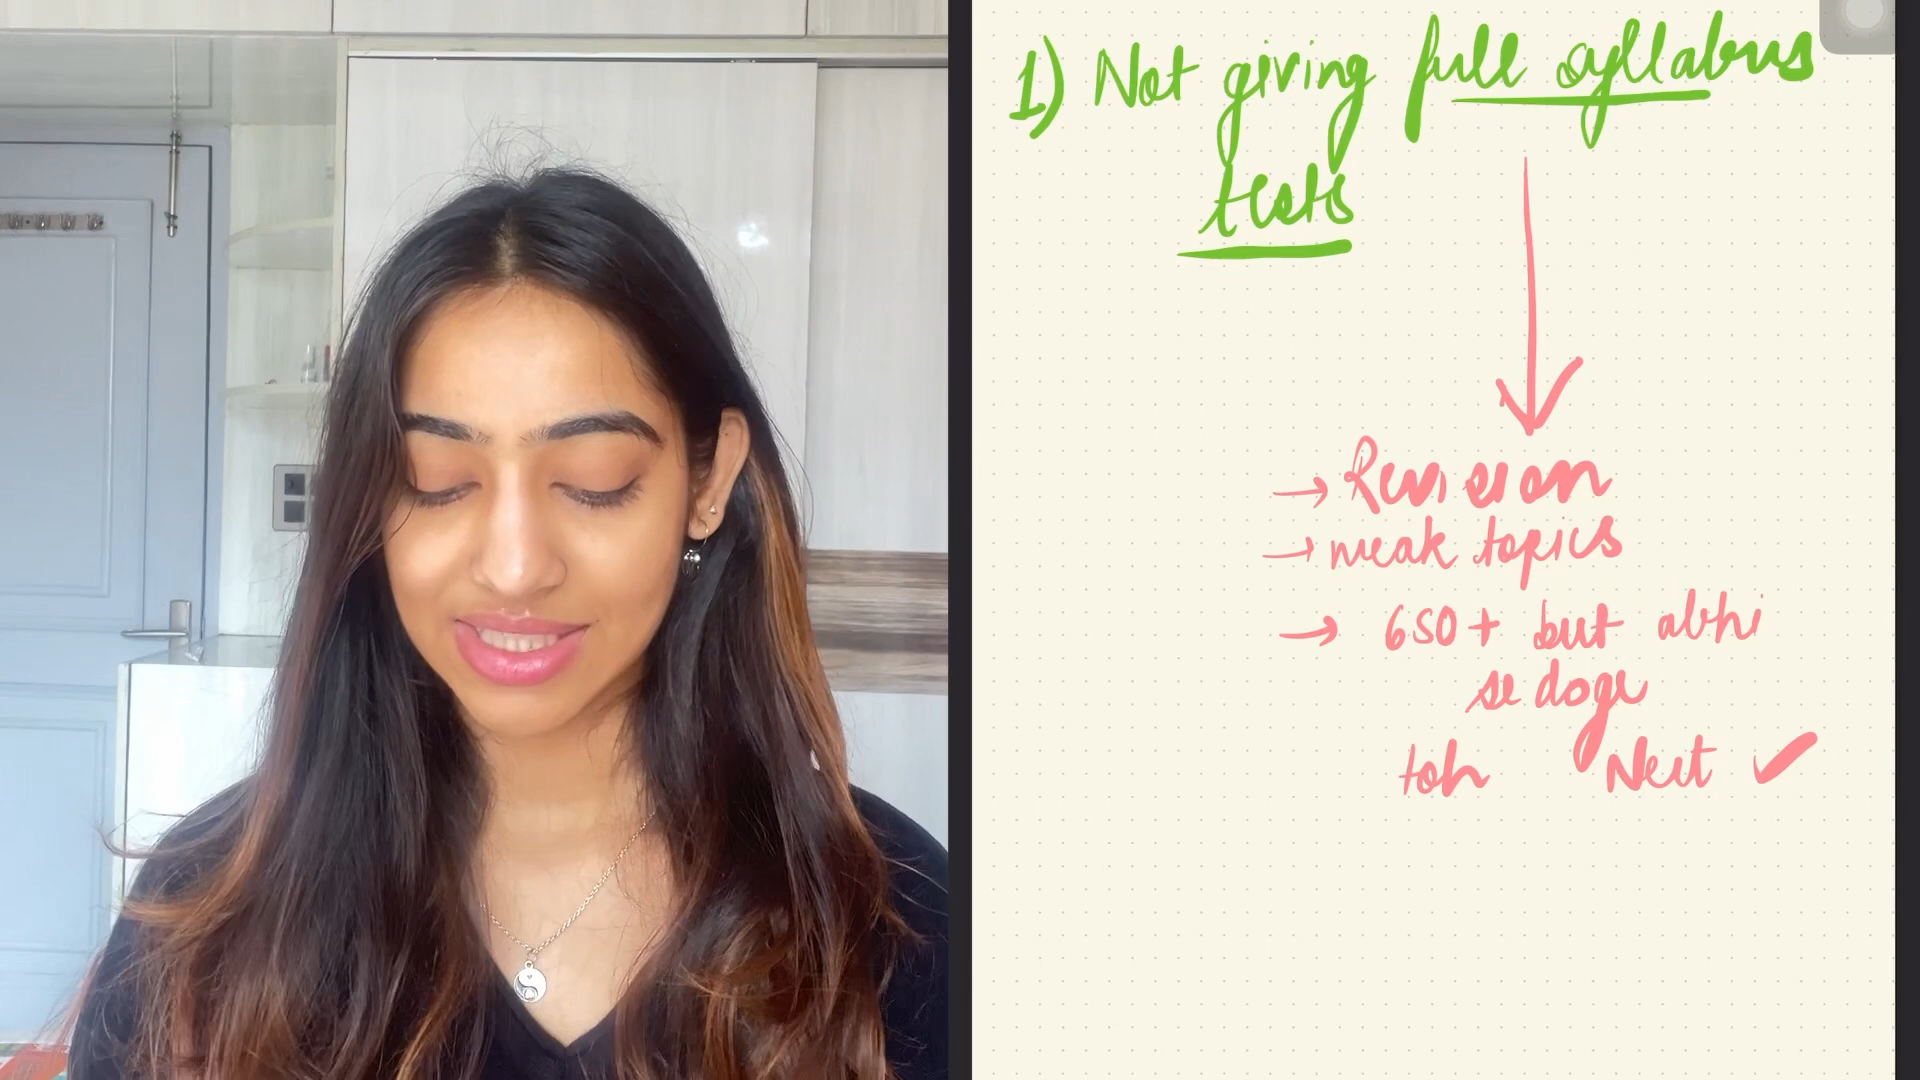 1) Not giving full syllabus
tests
→ Revision
→ weak topics
→ 650+ but abhi
se doge
toh Neet ✓